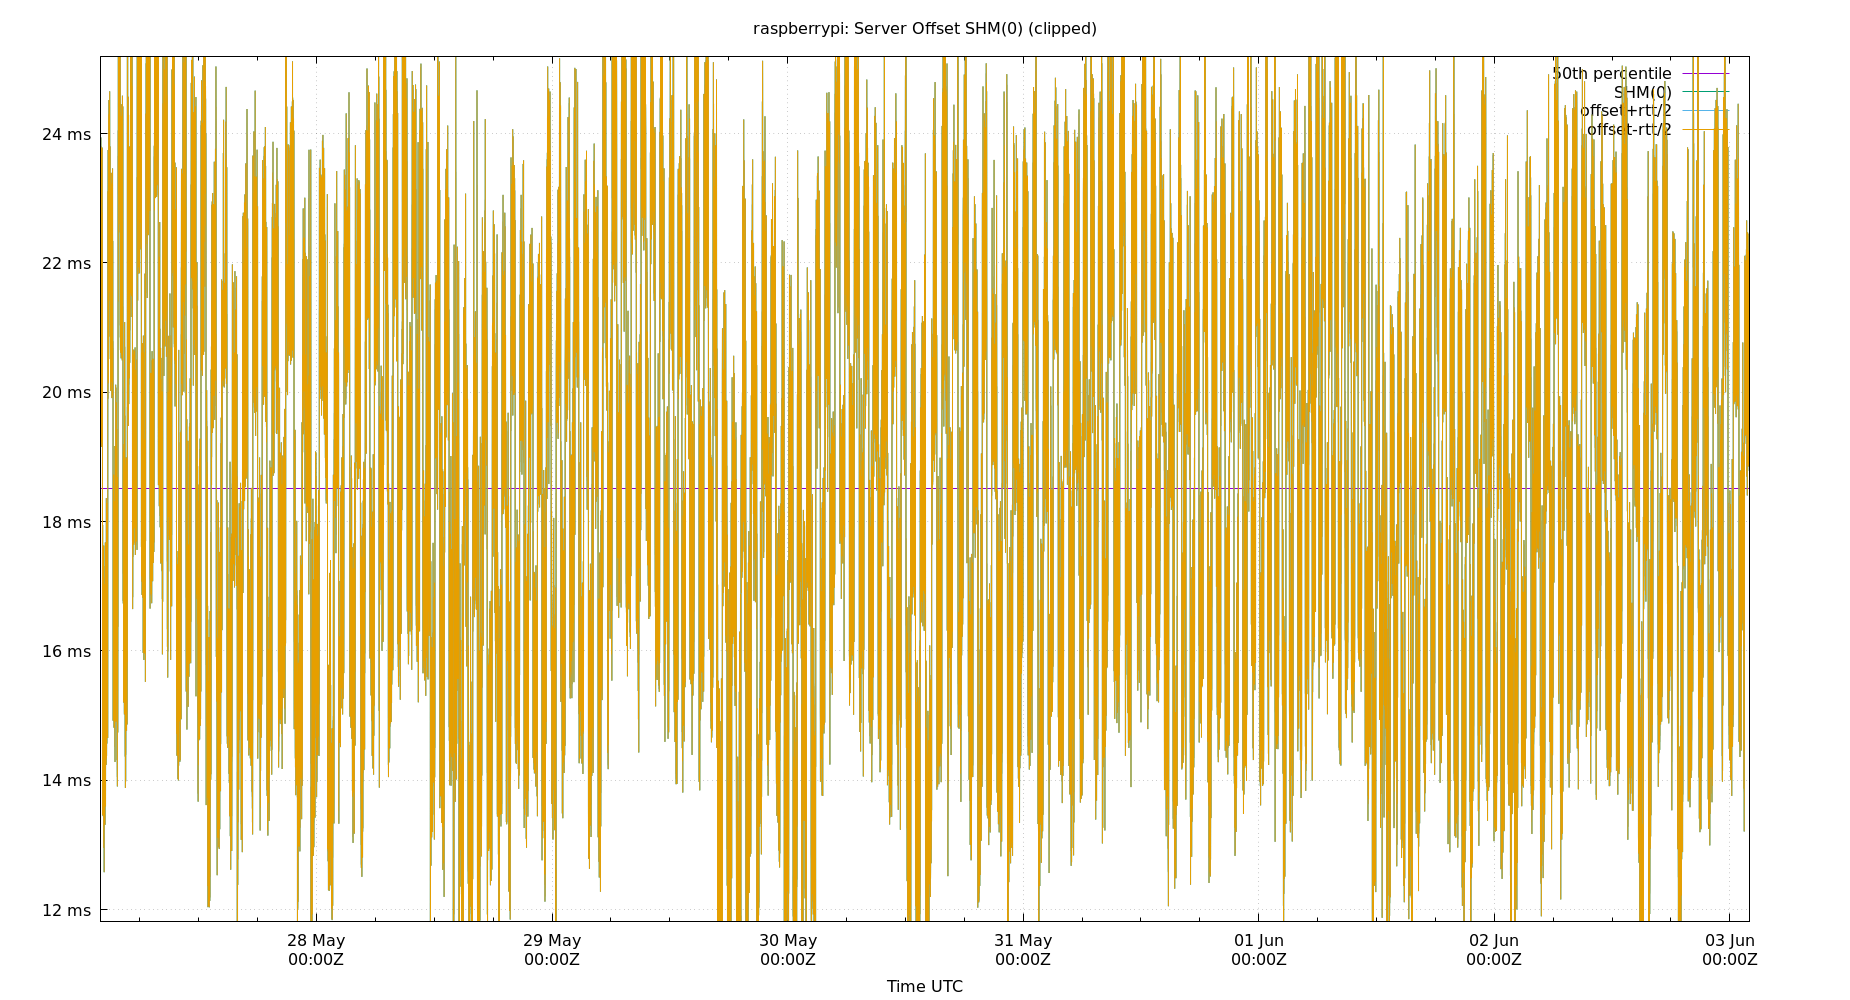 raspberrypi: Server Offset SHM(0) (clipped)
50th percentile
SHM(0)
offset+rtt/2
offset-rtt/2
24 ms
22 ms
20 ms
18 ms
16 ms
14 ms
12 ms
28 May 29 May 30 May 31 May 01 Jun 02 Jun 03 Jun
00:00Z 00:00Z 00:00Z 00:00Z 00:00Z 00:00Z 00:00Z
Time UTC